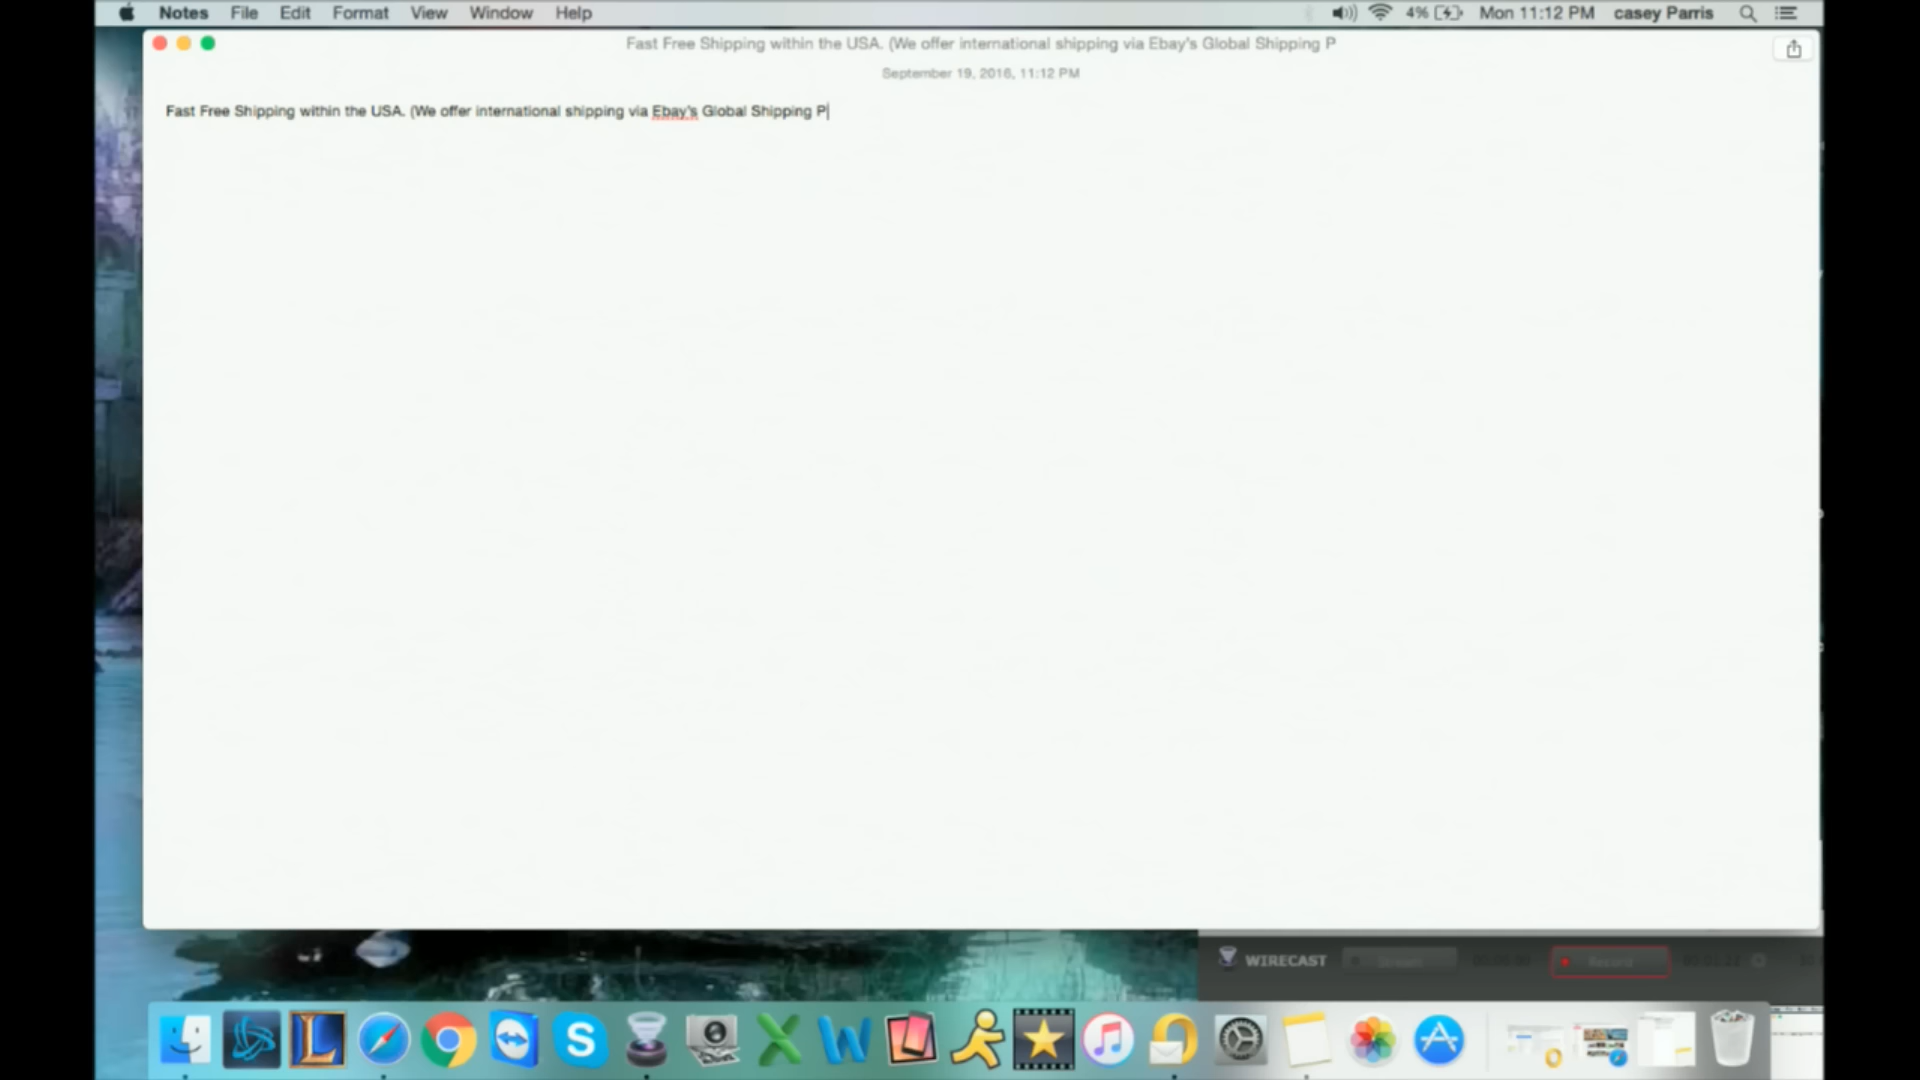 Notes File Edit Format View Window Help 4% Mon 11:12 PM casey Parris
Fast Free Shipping within the USA. (We offer international shipping via Ebay's Global Shipping P
September 19, 2016, 11:12 PM
Fast Free Shipping within the USA. (We offer international shipping via Ebay's Global Shipping P
WIRECAST Stream Record